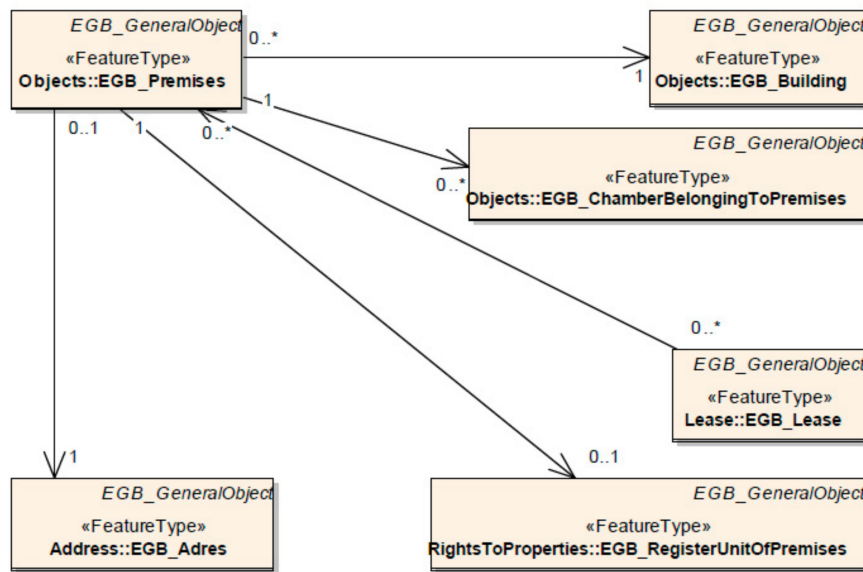 EGB_GeneralObject
«FeatureType»
Objects::EGB_Premises
0..*
1
EGB_GeneralObject
«FeatureType»
Objects::EGB_Building
1
0..*
EGB_GeneralObject
«FeatureType»
Objects::EGB_ChamberBelongingToPremises
0..1
1
0..*
0..*
EGB_GeneralObject
«FeatureType»
Lease::EGB_Lease
1
0..1
EGB_GeneralObject
«FeatureType»
Address::EGB_Adres
EGB_GeneralObject
«FeatureType»
RightsToProperties::EGB_RegisterUnitOfPremises